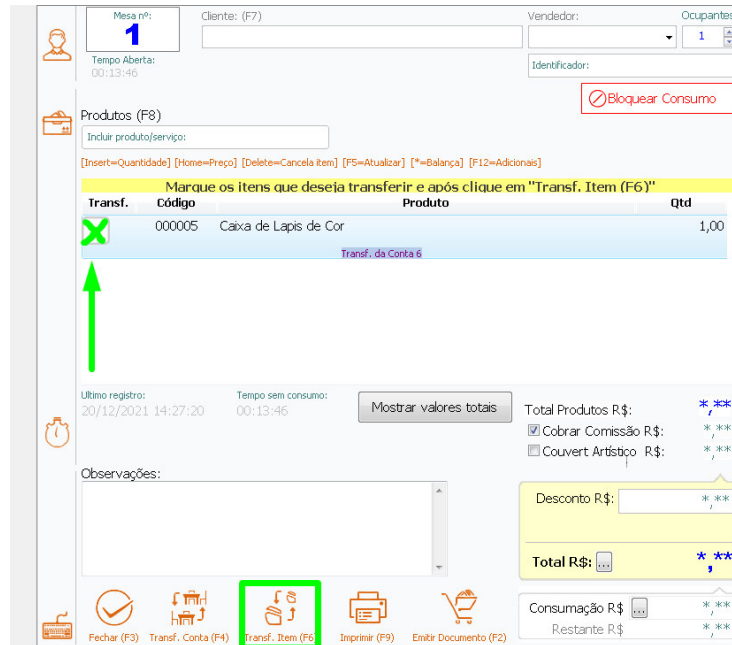 Mesa nº:
1
Tempo Aberta:
00:13:46
Cliente: (F7)
Vendedor:
Ocupantes
1
Identificador:
Bloquear Consumo
Produtos (F8)
Incluir produto/serviço:
[Insert=Quantidade] [Home=Preço] [Delete=Cancela item] [F5=Atualizar] [*=Balança] [F12=Adicionais]
Marque os itens que deseja transferir e após clique em "Transf. Item (F6)"
Transf. Código Produto Qtd
000005 Caixa de Lapis de Cor 1,00
Transf. da Conta 6
Ultimo registro:
20/12/2021 14:27:20
Tempo sem consumo:
00:13:46
Mostrar valores totais
Total Produtos R$: *,**
Cobrar Comissão R$: *,**
Couvert Artístico R$: *,**
Observações:
Desconto R$: *,**
Total R$: ... *,**
Consumação R$ ... *,**
Restante R$ *,**
Fechar (F3) Transf. Conta (F4) Transf. Item (F6) Imprimir (F9) Emitir Documento (F2)